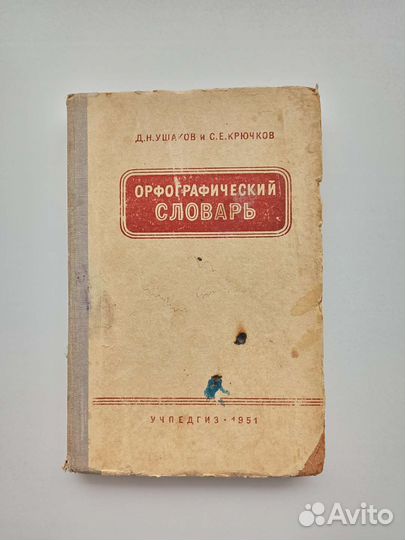 Д.Н.УШАКОВ и С.Е.КРЮЧКОВ
ОРФОГРАФИЧЕСКИЙ
СЛОВАРЬ
УЧПЕДГИЗ · 1951
Avito